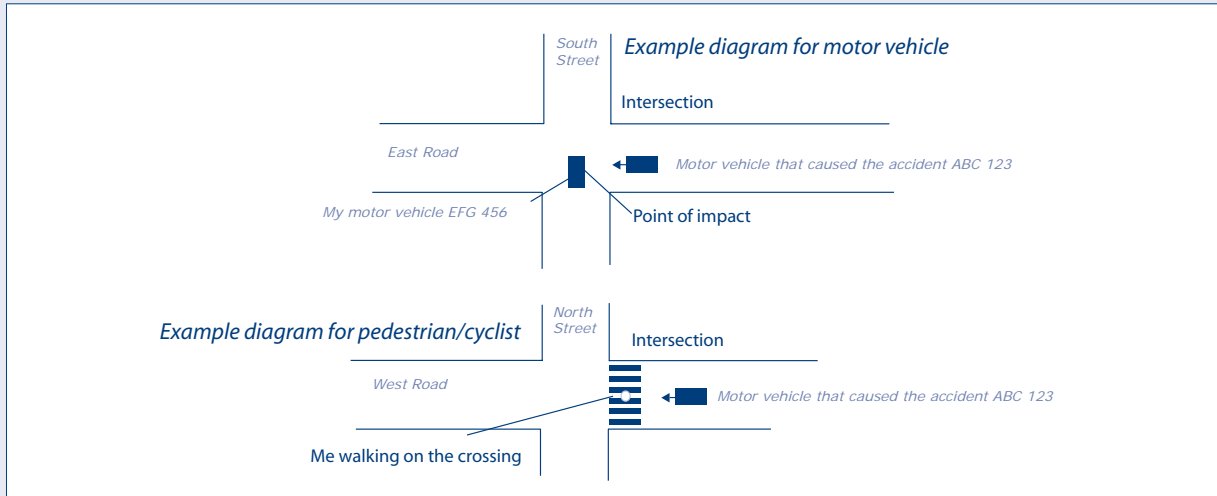 South
Street
Example diagram for motor vehicle
Intersection
East Road
Motor vehicle that caused the accident ABC 123
My motor vehicle EFG 456
Point of impact
North
Street
Example diagram for pedestrian/cyclist
Intersection
West Road
Motor vehicle that caused the accident ABC 123
Me walking on the crossing